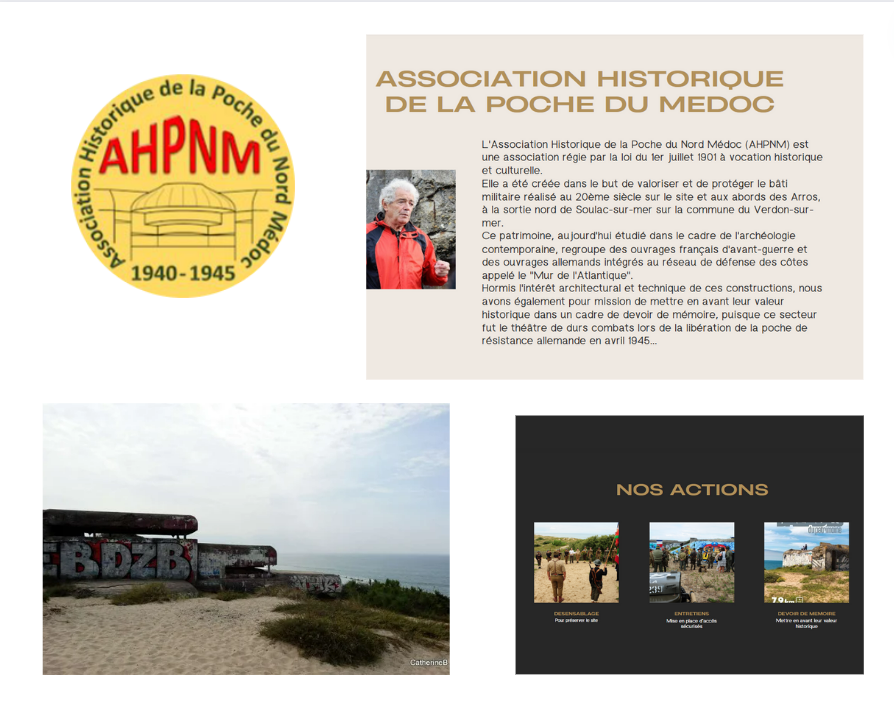 Association Historique de la Poche du Nord Médoc
AHPNM
1940-1945
ASSOCIATION HISTORIQUE
DE LA POCHE DU MEDOC
L'Association Historique de la Poche du Nord Médoc (AHPNM) est
une association régie par la loi du 1er juillet 1901 à vocation historique
et culturelle.
Elle a été créée dans le but de valoriser et de protéger le bâti
militaire réalisé au 20ème siècle sur le site et aux abords des Arros,
à la sortie nord de Soulac-sur-mer sur la commune du Verdon-sur-
mer.
Ce patrimoine, aujourd'hui étudié dans le cadre de l'archéologie
contemporaine, regroupe des ouvrages français d'avant-guerre et
des ouvrages allemands intégrés au réseau de défense des côtes
appelé le "Mur de l'Atlantique".
Hormis l'intérêt architectural et technique de ces constructions, nous
avons également pour mission de mettre en avant leur valeur
historique dans un cadre de devoir de mémoire, puisque ce secteur
fut le théâtre de durs combats lors de la libération de la poche de
résistance allemande en avril 1945...
EBDZB
CatherineB
NOS ACTIONS
239
DESENSABLAGE
Pour préserver le site
ENTRETIENS
Mise en place d'accès
sécurisés
DEVOIR DE MEMOIRE
Mettre en avant leur valeur
historique